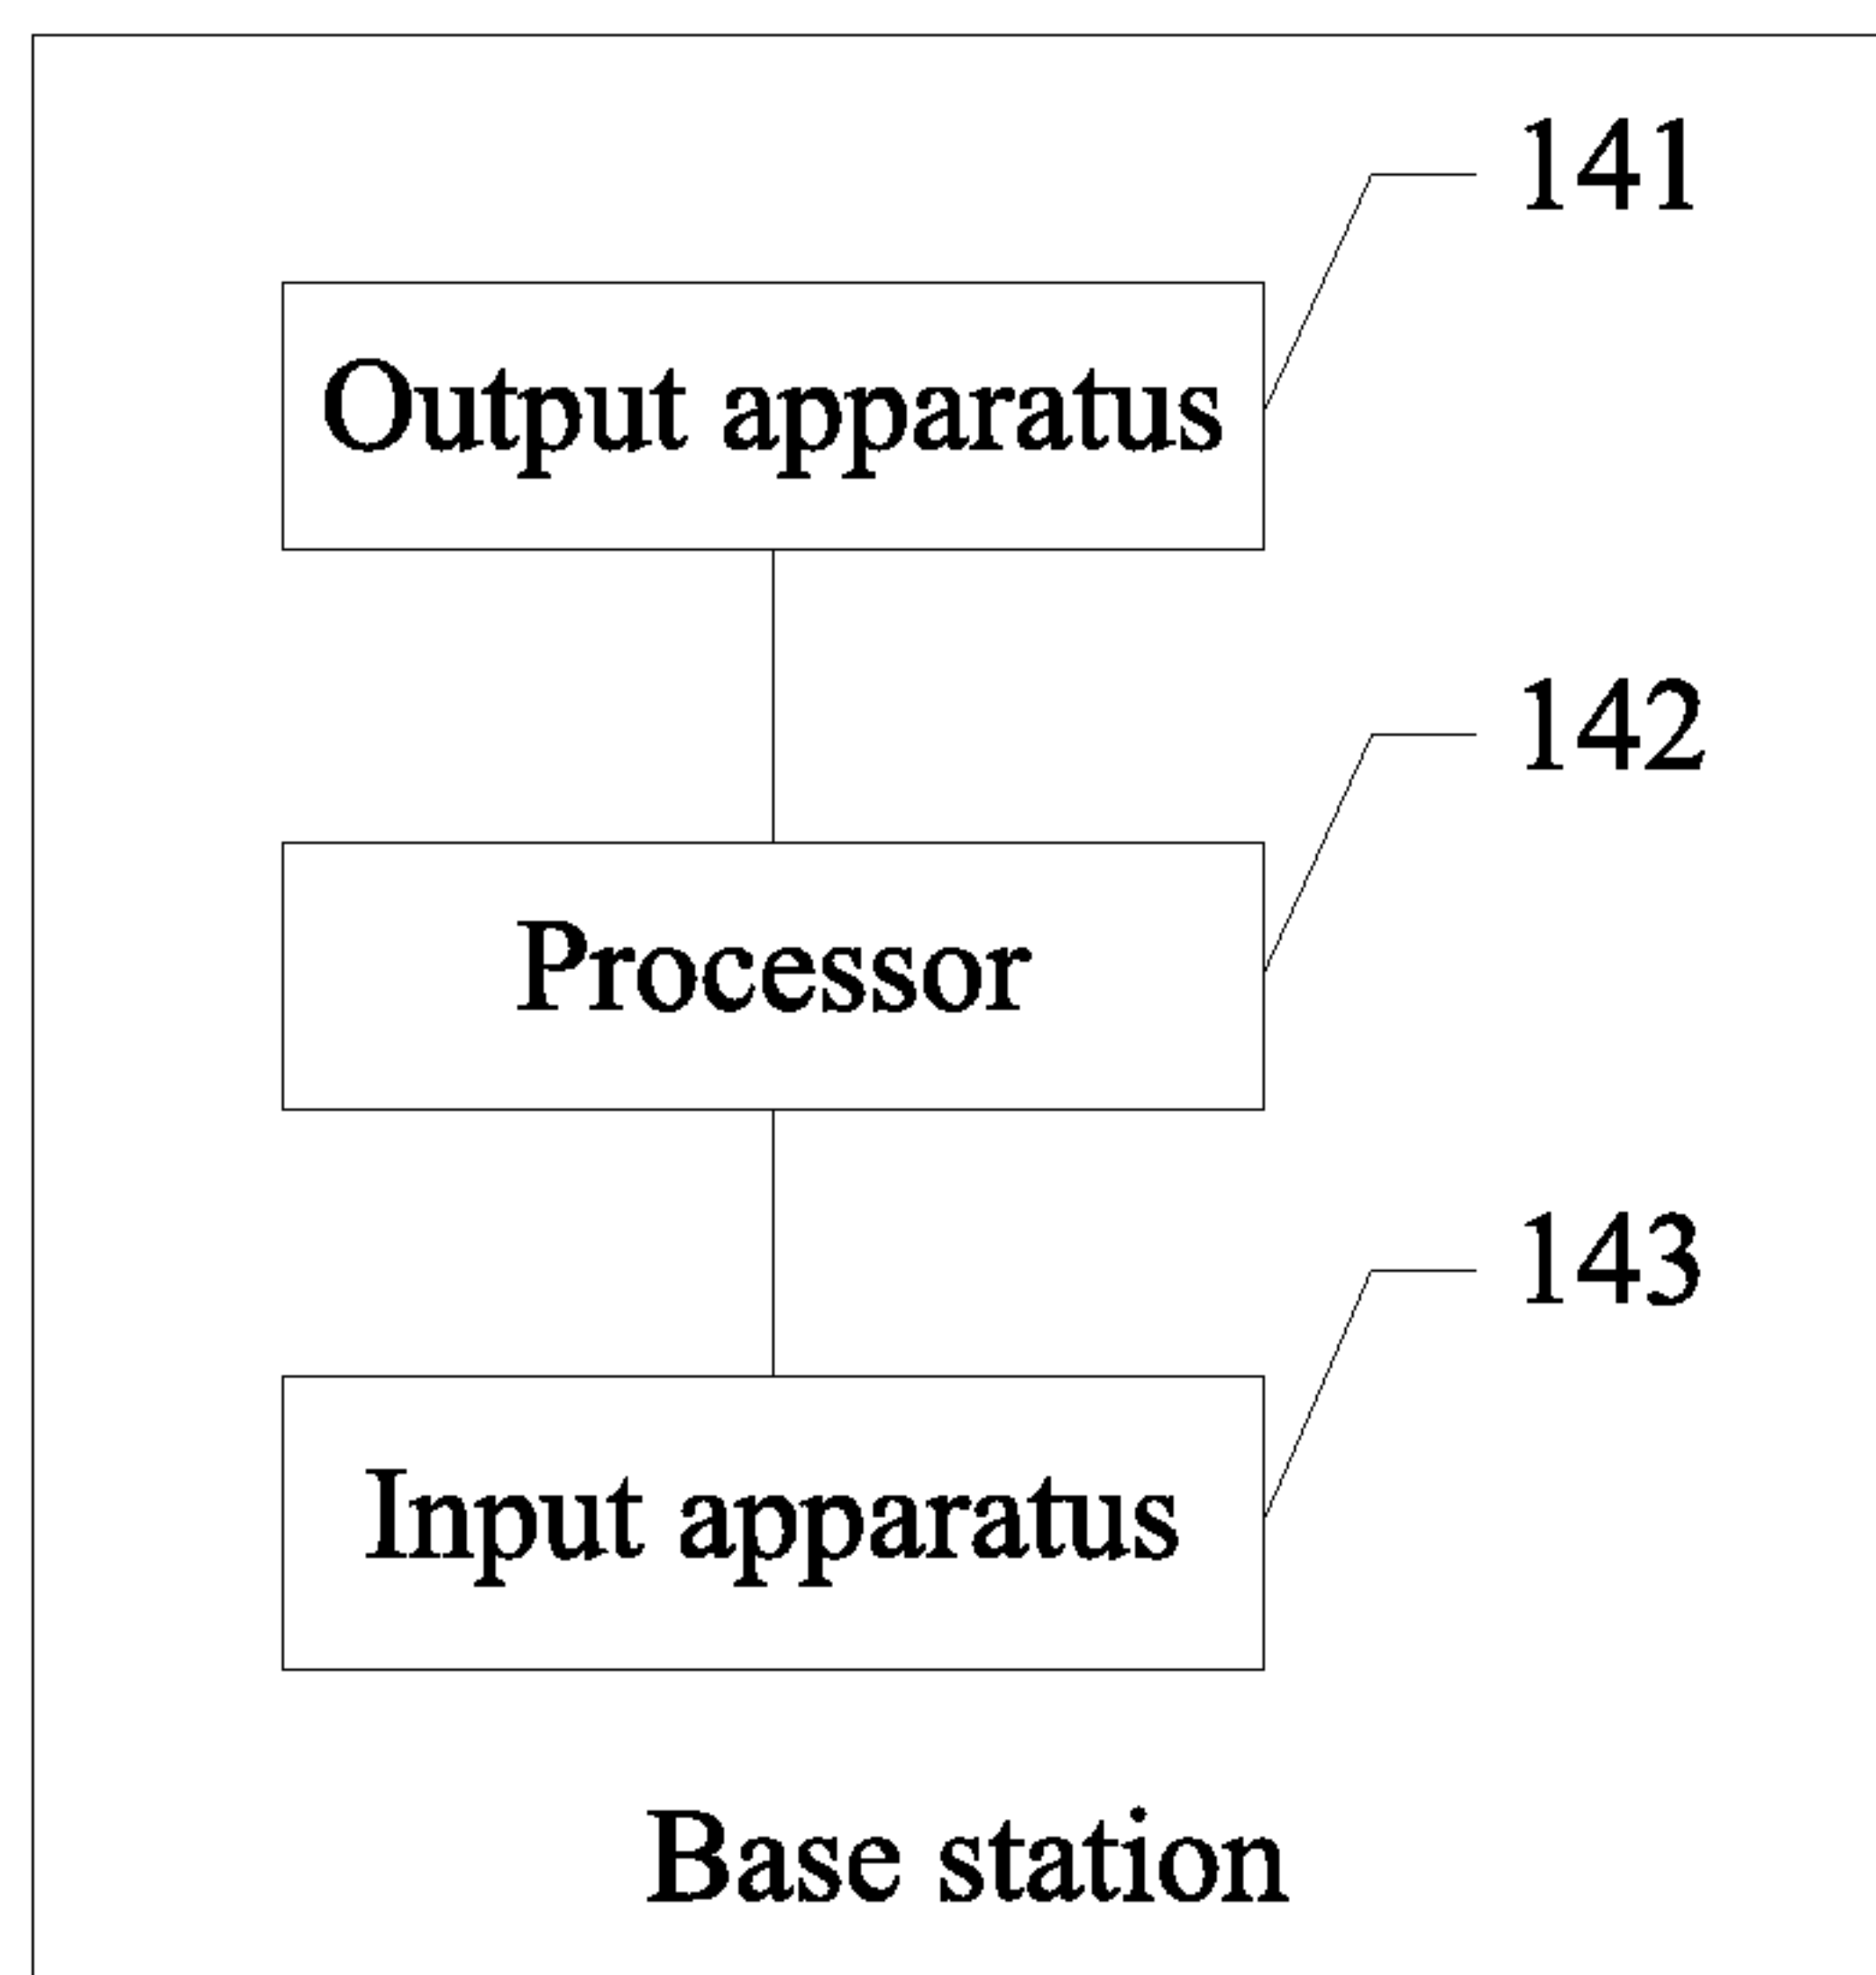 141
Output apparatus
142
Processor
143
Input apparatus
Base station